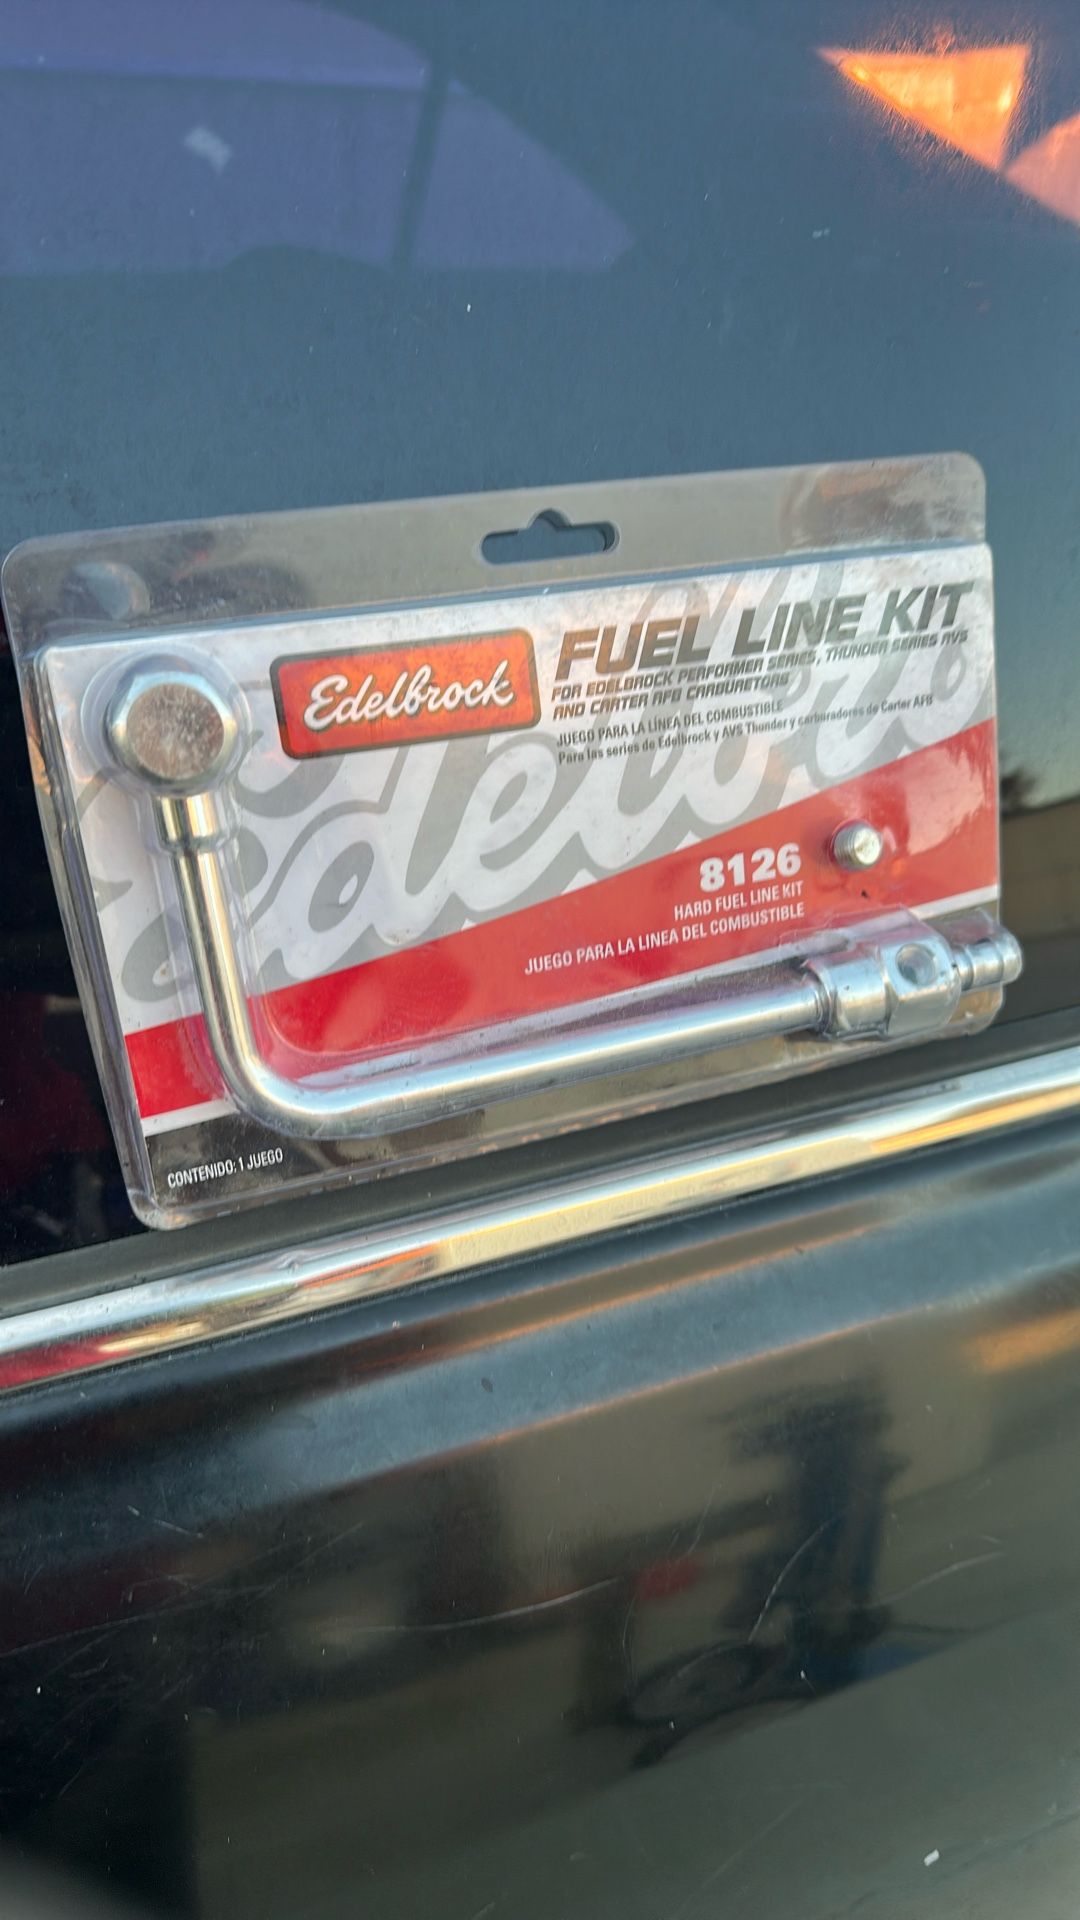 Edelbrock
FUEL LINE KIT
FOR EDELBROCK PERFORMER SERIES, THUNDER SERIES AVS
AND CARTER AFB CARBURETORS
JUEGO PARA LA LÍNEA DEL COMBUSTIBLE
Para las series de Edelbrock y AVS Thunder y carburadores de Carter AFB
Edelbrock
8126
HARD FUEL LINE KIT
JUEGO PARA LA LINEA DEL COMBUSTIBLE
CONTENIDO: 1 JUEGO